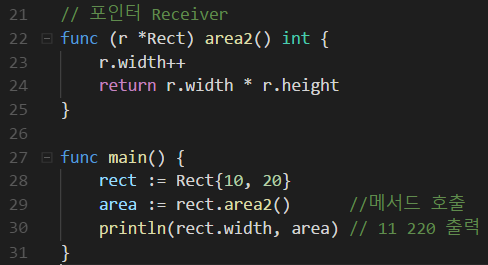 21 // 포인터 Receiver
22 func (r *Rect) area2() int {
23 r.width++
24 return r.width * r.height
25 }
26
27 func main() {
28 rect := Rect{10, 20}
29 area := rect.area2() //메서드 호출
30 println(rect.width, area) // 11 220 출력
31 }